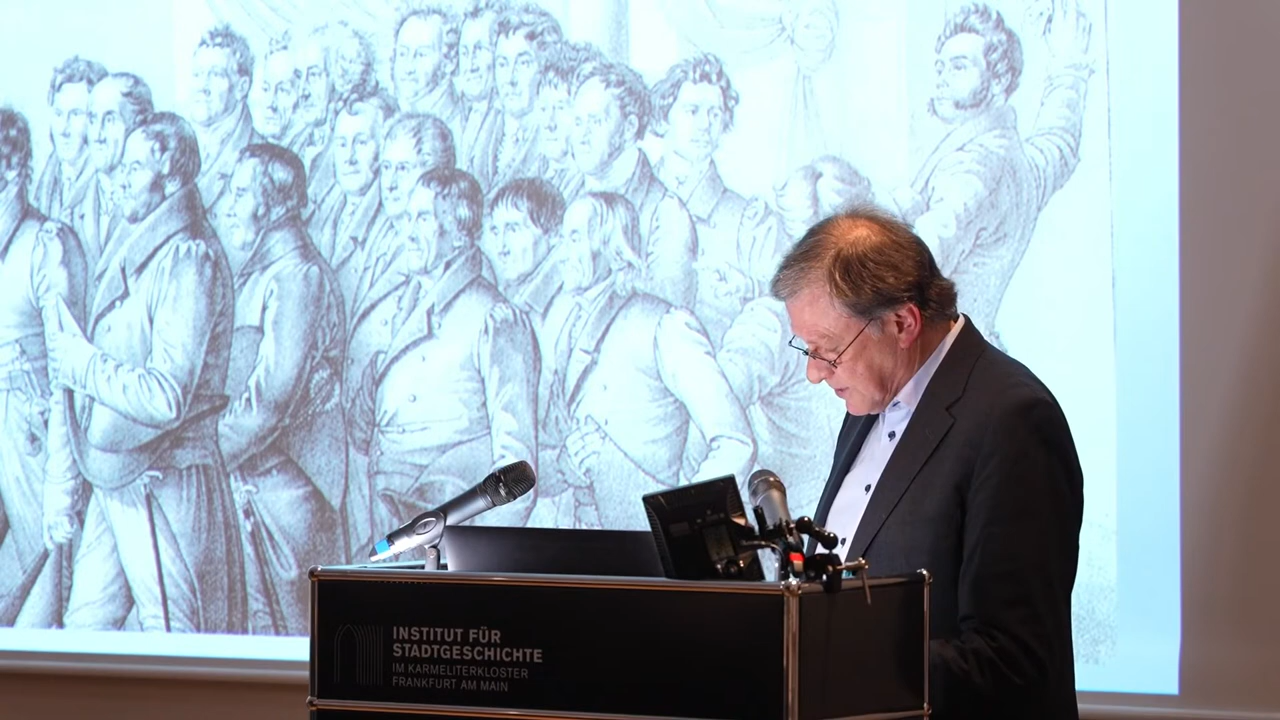 INSTITUT FÜR
STADTGESCHICHTE
IM KARMELITERKLOSTER
FRANKFURT AM MAIN